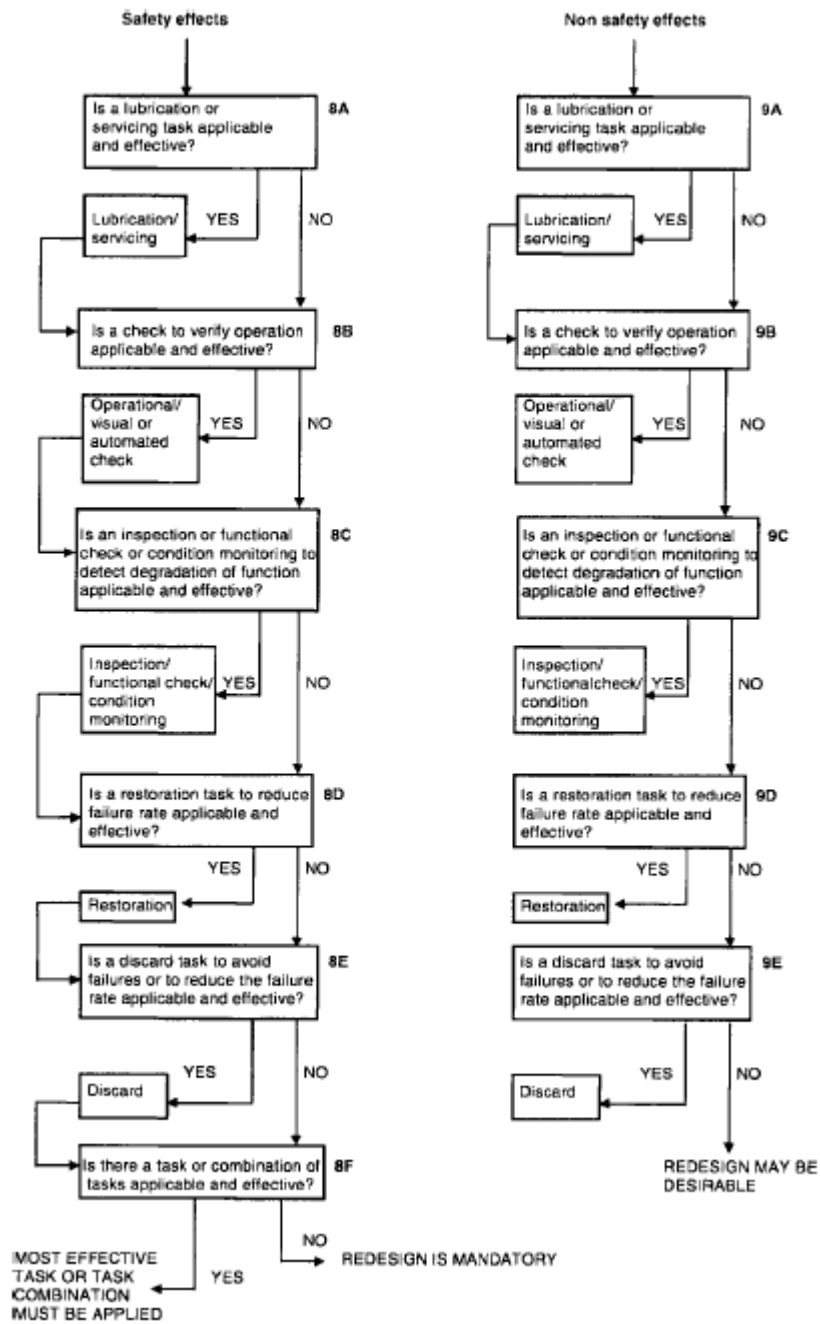 Safety effects
Is a lubrication or
servicing task applicable
and effective?
8A
Lubrication/
servicing
YES
NO
Is a check to verify operation
applicable and effective?
8B
Operational/
visual or
automated
check
YES
NO
Is an inspection or functional
check or condition monitoring to
detect degradation of function
applicable and effective?
8C
Inspection/
functional check/
condition
monitoring
YES
NO
Is a restoration task to reduce
failure rate applicable and
effective?
8D
YES
NO
Restoration
Is a discard task to avoid
failures or to reduce the failure
rate applicable and effective?
8E
YES
NO
Discard
Is there a task or combination of
tasks applicable and effective?
8F
NO
REDESIGN IS MANDATORY
YES
MOST EFFECTIVE
TASK OR TASK
COMBINATION
MUST BE APPLIED
Non safety effects
Is a lubrication or
servicing task applicable
and effective?
9A
Lubrication/
servicing
YES
NO
Is a check to verify operation
applicable and effective?
9B
Operational/
visual or
automated
check
YES
NO
Is an inspection or functional
check or condition monitoring to
detect degradation of function
applicable and effective?
9C
Inspection/
functionalcheck/
condition
monitoring
YES
NO
Is a restoration task to reduce
failure rate applicable and
effective?
9D
YES
NO
Restoration
Is a discard task to avoid
failures or to reduce the failure
rate applicable and effective?
9E
YES
NO
Discard
REDESIGN MAY BE
DESIRABLE